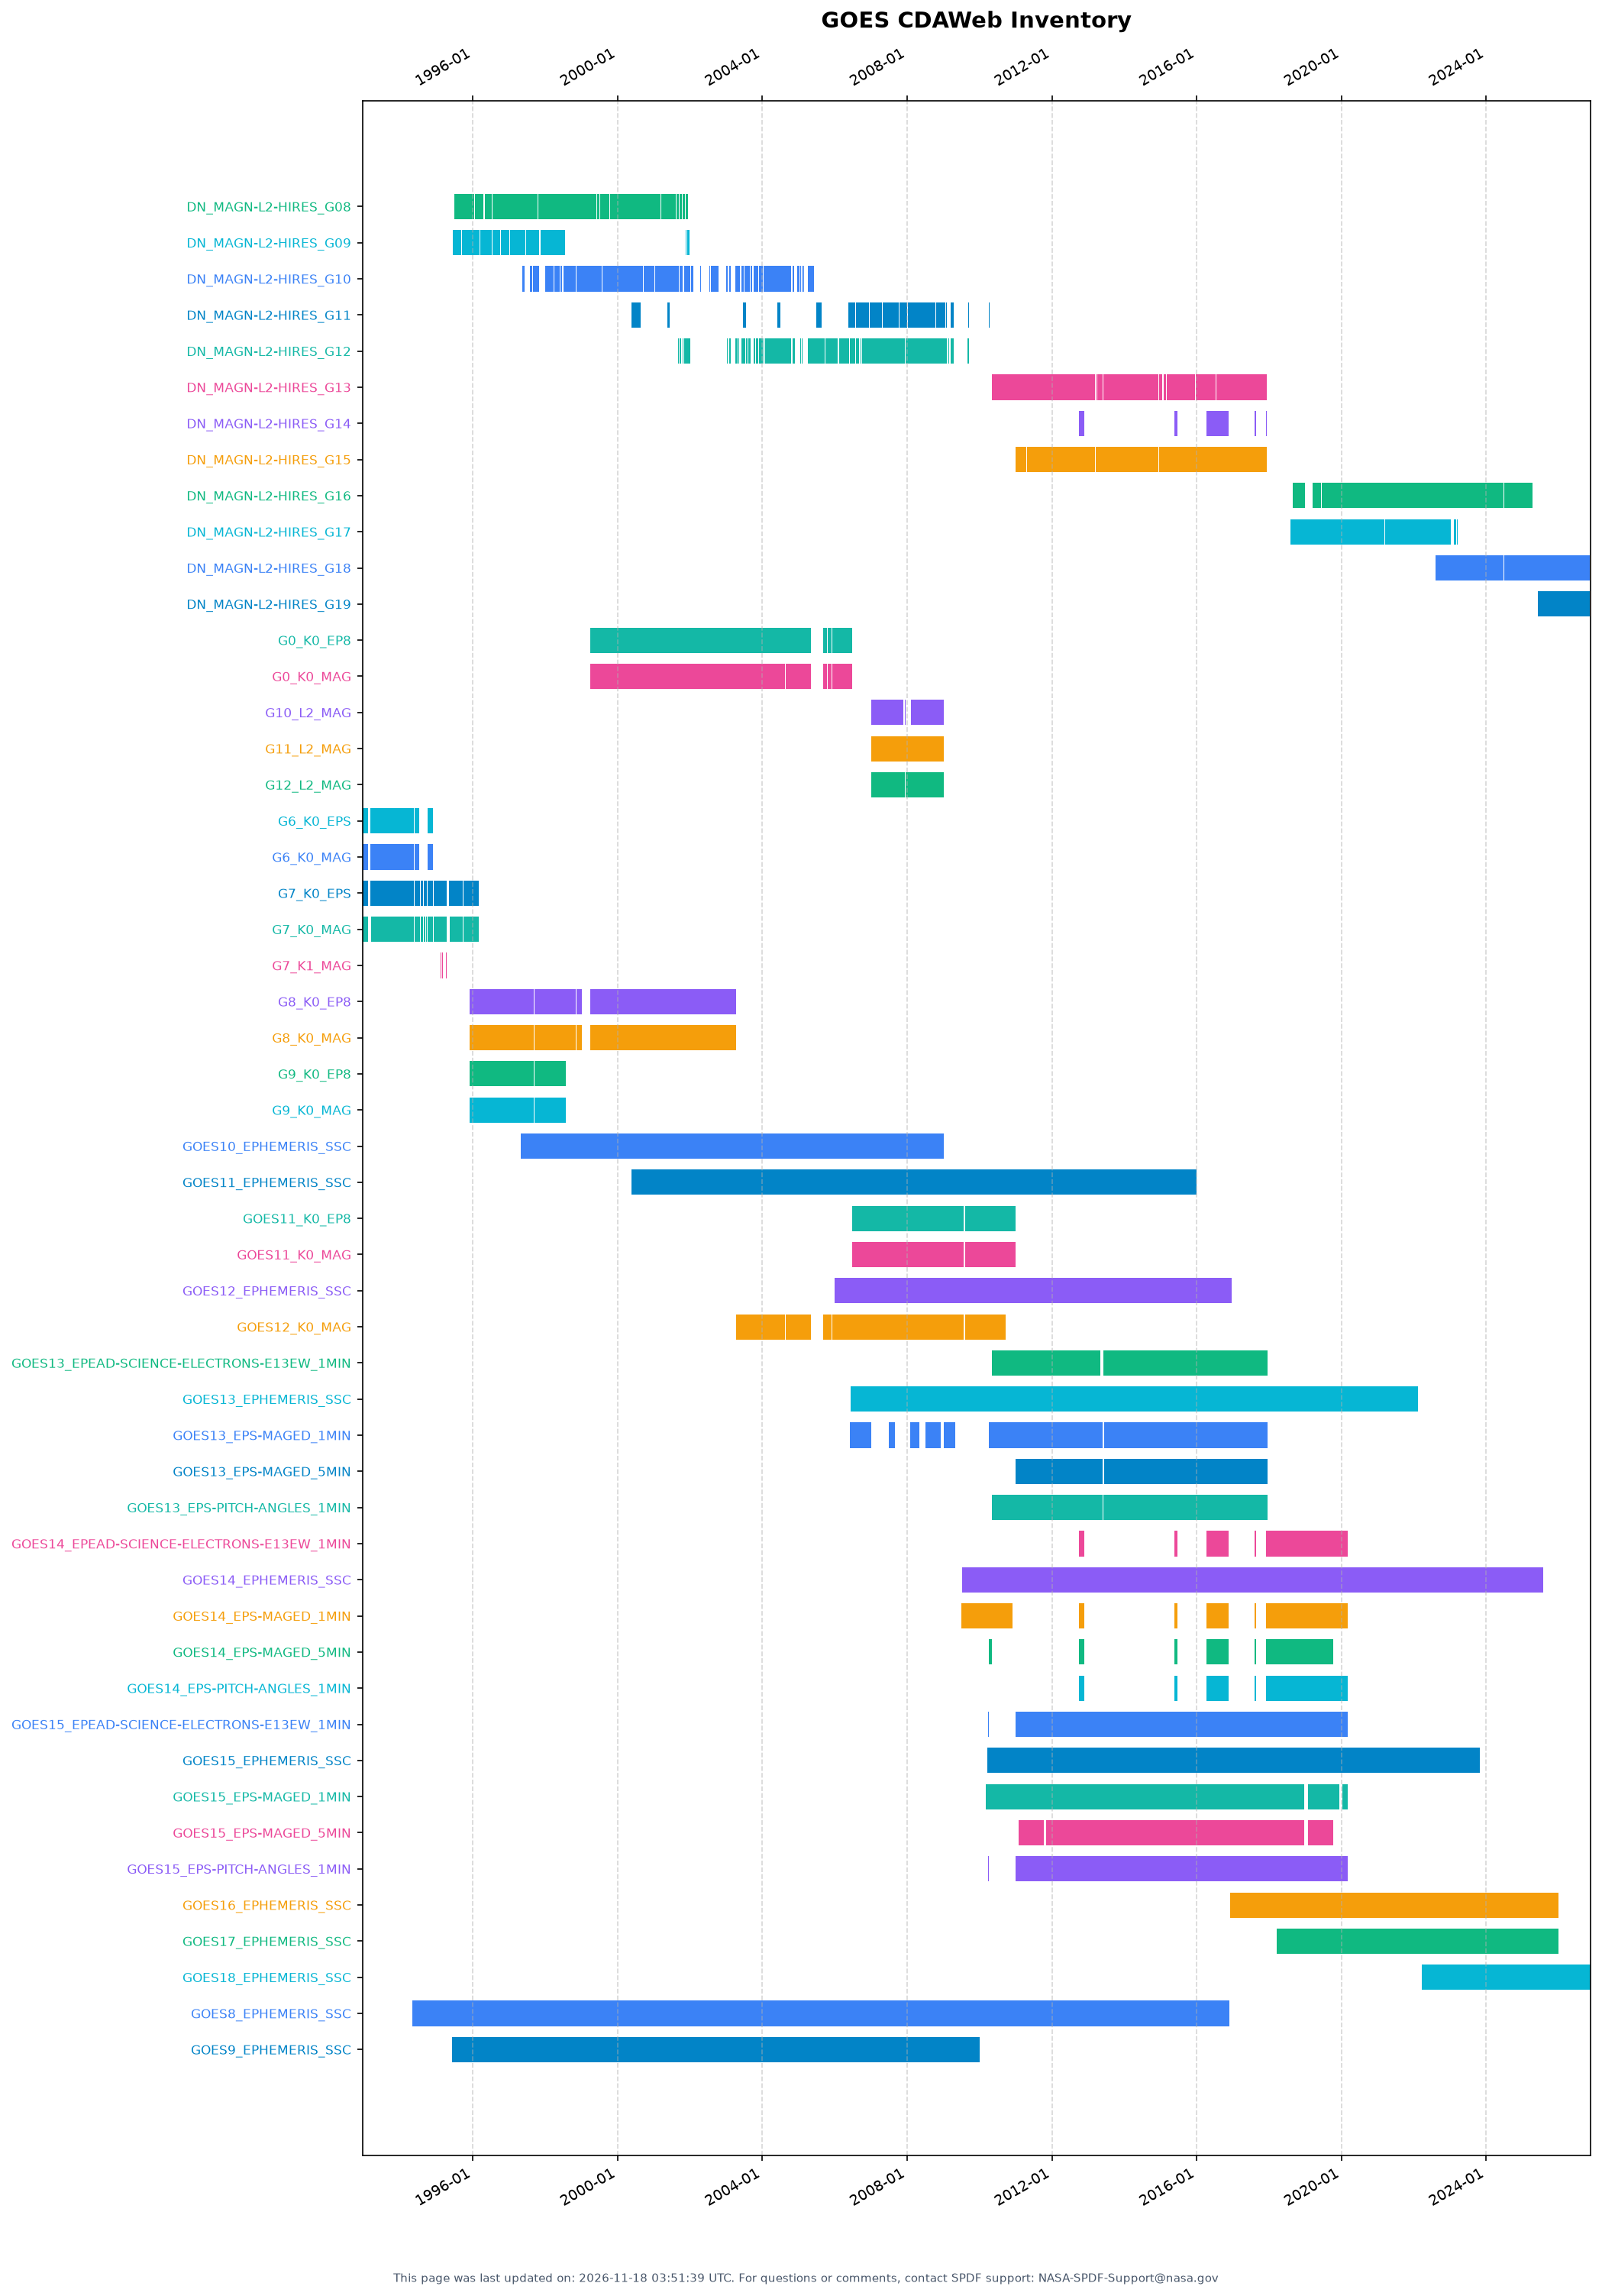 GOES CDAWeb Inventory
1996-01 2000-01 2004-01 2008-01 2012-01 2016-01 2020-01 2024-01
DN_MAGN-L2-HIRES_G08
DN_MAGN-L2-HIRES_G09
DN_MAGN-L2-HIRES_G10
DN_MAGN-L2-HIRES_G11
DN_MAGN-L2-HIRES_G12
DN_MAGN-L2-HIRES_G13
DN_MAGN-L2-HIRES_G14
DN_MAGN-L2-HIRES_G15
DN_MAGN-L2-HIRES_G16
DN_MAGN-L2-HIRES_G17
DN_MAGN-L2-HIRES_G18
DN_MAGN-L2-HIRES_G19
G0_K0_EP8
G0_K0_MAG
G10_L2_MAG
G11_L2_MAG
G12_L2_MAG
G6_K0_EPS
G6_K0_MAG
G7_K0_EPS
G7_K0_MAG
G7_K1_MAG
G8_K0_EP8
G8_K0_MAG
G9_K0_EP8
G9_K0_MAG
GOES10_EPHEMERIS_SSC
GOES11_EPHEMERIS_SSC
GOES11_K0_EP8
GOES11_K0_MAG
GOES12_EPHEMERIS_SSC
GOES12_K0_MAG
GOES13_EPEAD-SCIENCE-ELECTRONS-E13EW_1MIN
GOES13_EPHEMERIS_SSC
GOES13_EPS-MAGED_1MIN
GOES13_EPS-MAGED_5MIN
GOES13_EPS-PITCH-ANGLES_1MIN
GOES14_EPEAD-SCIENCE-ELECTRONS-E13EW_1MIN
GOES14_EPHEMERIS_SSC
GOES14_EPS-MAGED_1MIN
GOES14_EPS-MAGED_5MIN
GOES14_EPS-PITCH-ANGLES_1MIN
GOES15_EPEAD-SCIENCE-ELECTRONS-E13EW_1MIN
GOES15_EPHEMERIS_SSC
GOES15_EPS-MAGED_1MIN
GOES15_EPS-MAGED_5MIN
GOES15_EPS-PITCH-ANGLES_1MIN
GOES16_EPHEMERIS_SSC
GOES17_EPHEMERIS_SSC
GOES18_EPHEMERIS_SSC
GOES8_EPHEMERIS_SSC
GOES9_EPHEMERIS_SSC
1996-01 2000-01 2004-01 2008-01 2012-01 2016-01 2020-01 2024-01
This page was last updated on: 2026-11-18 03:51:39 UTC. For questions or comments, contact SPDF support: NASA-SPDF-Support@nasa.gov